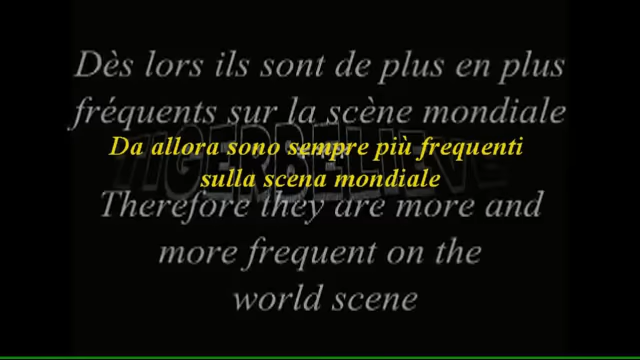 Dès lors ils sont de plus en plus
fréquents sur la scène mondiale
Da allora sono sempre più frequenti
sulla scena mondiale
TIGERBELIEVE
Therefore they are more and
more frequent on the
world scene